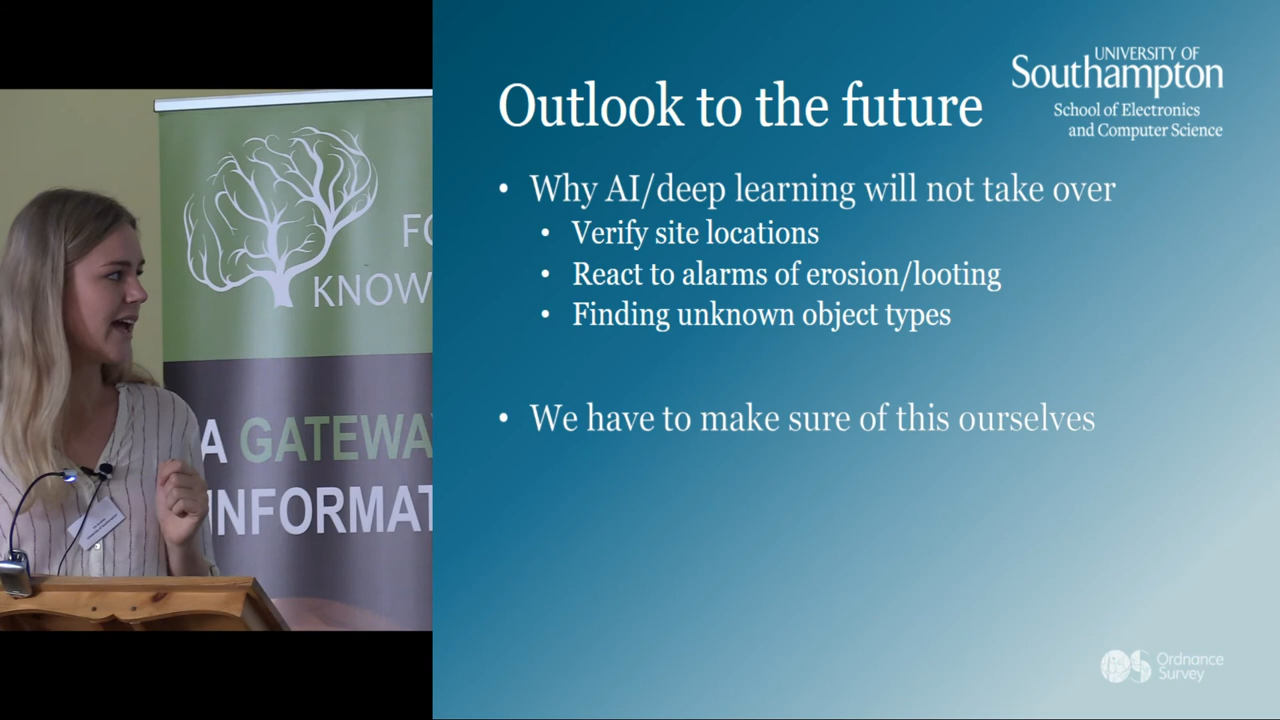 FO
KNOW
A GATEWA
INFORMAT
UNIVERSITY OF
Southampton
School of Electronics
and Computer Science
Outlook to the future
• Why AI/deep learning will not take over
• Verify site locations
• React to alarms of erosion/looting
• Finding unknown object types
• We have to make sure of this ourselves
OS Ordnance
Survey